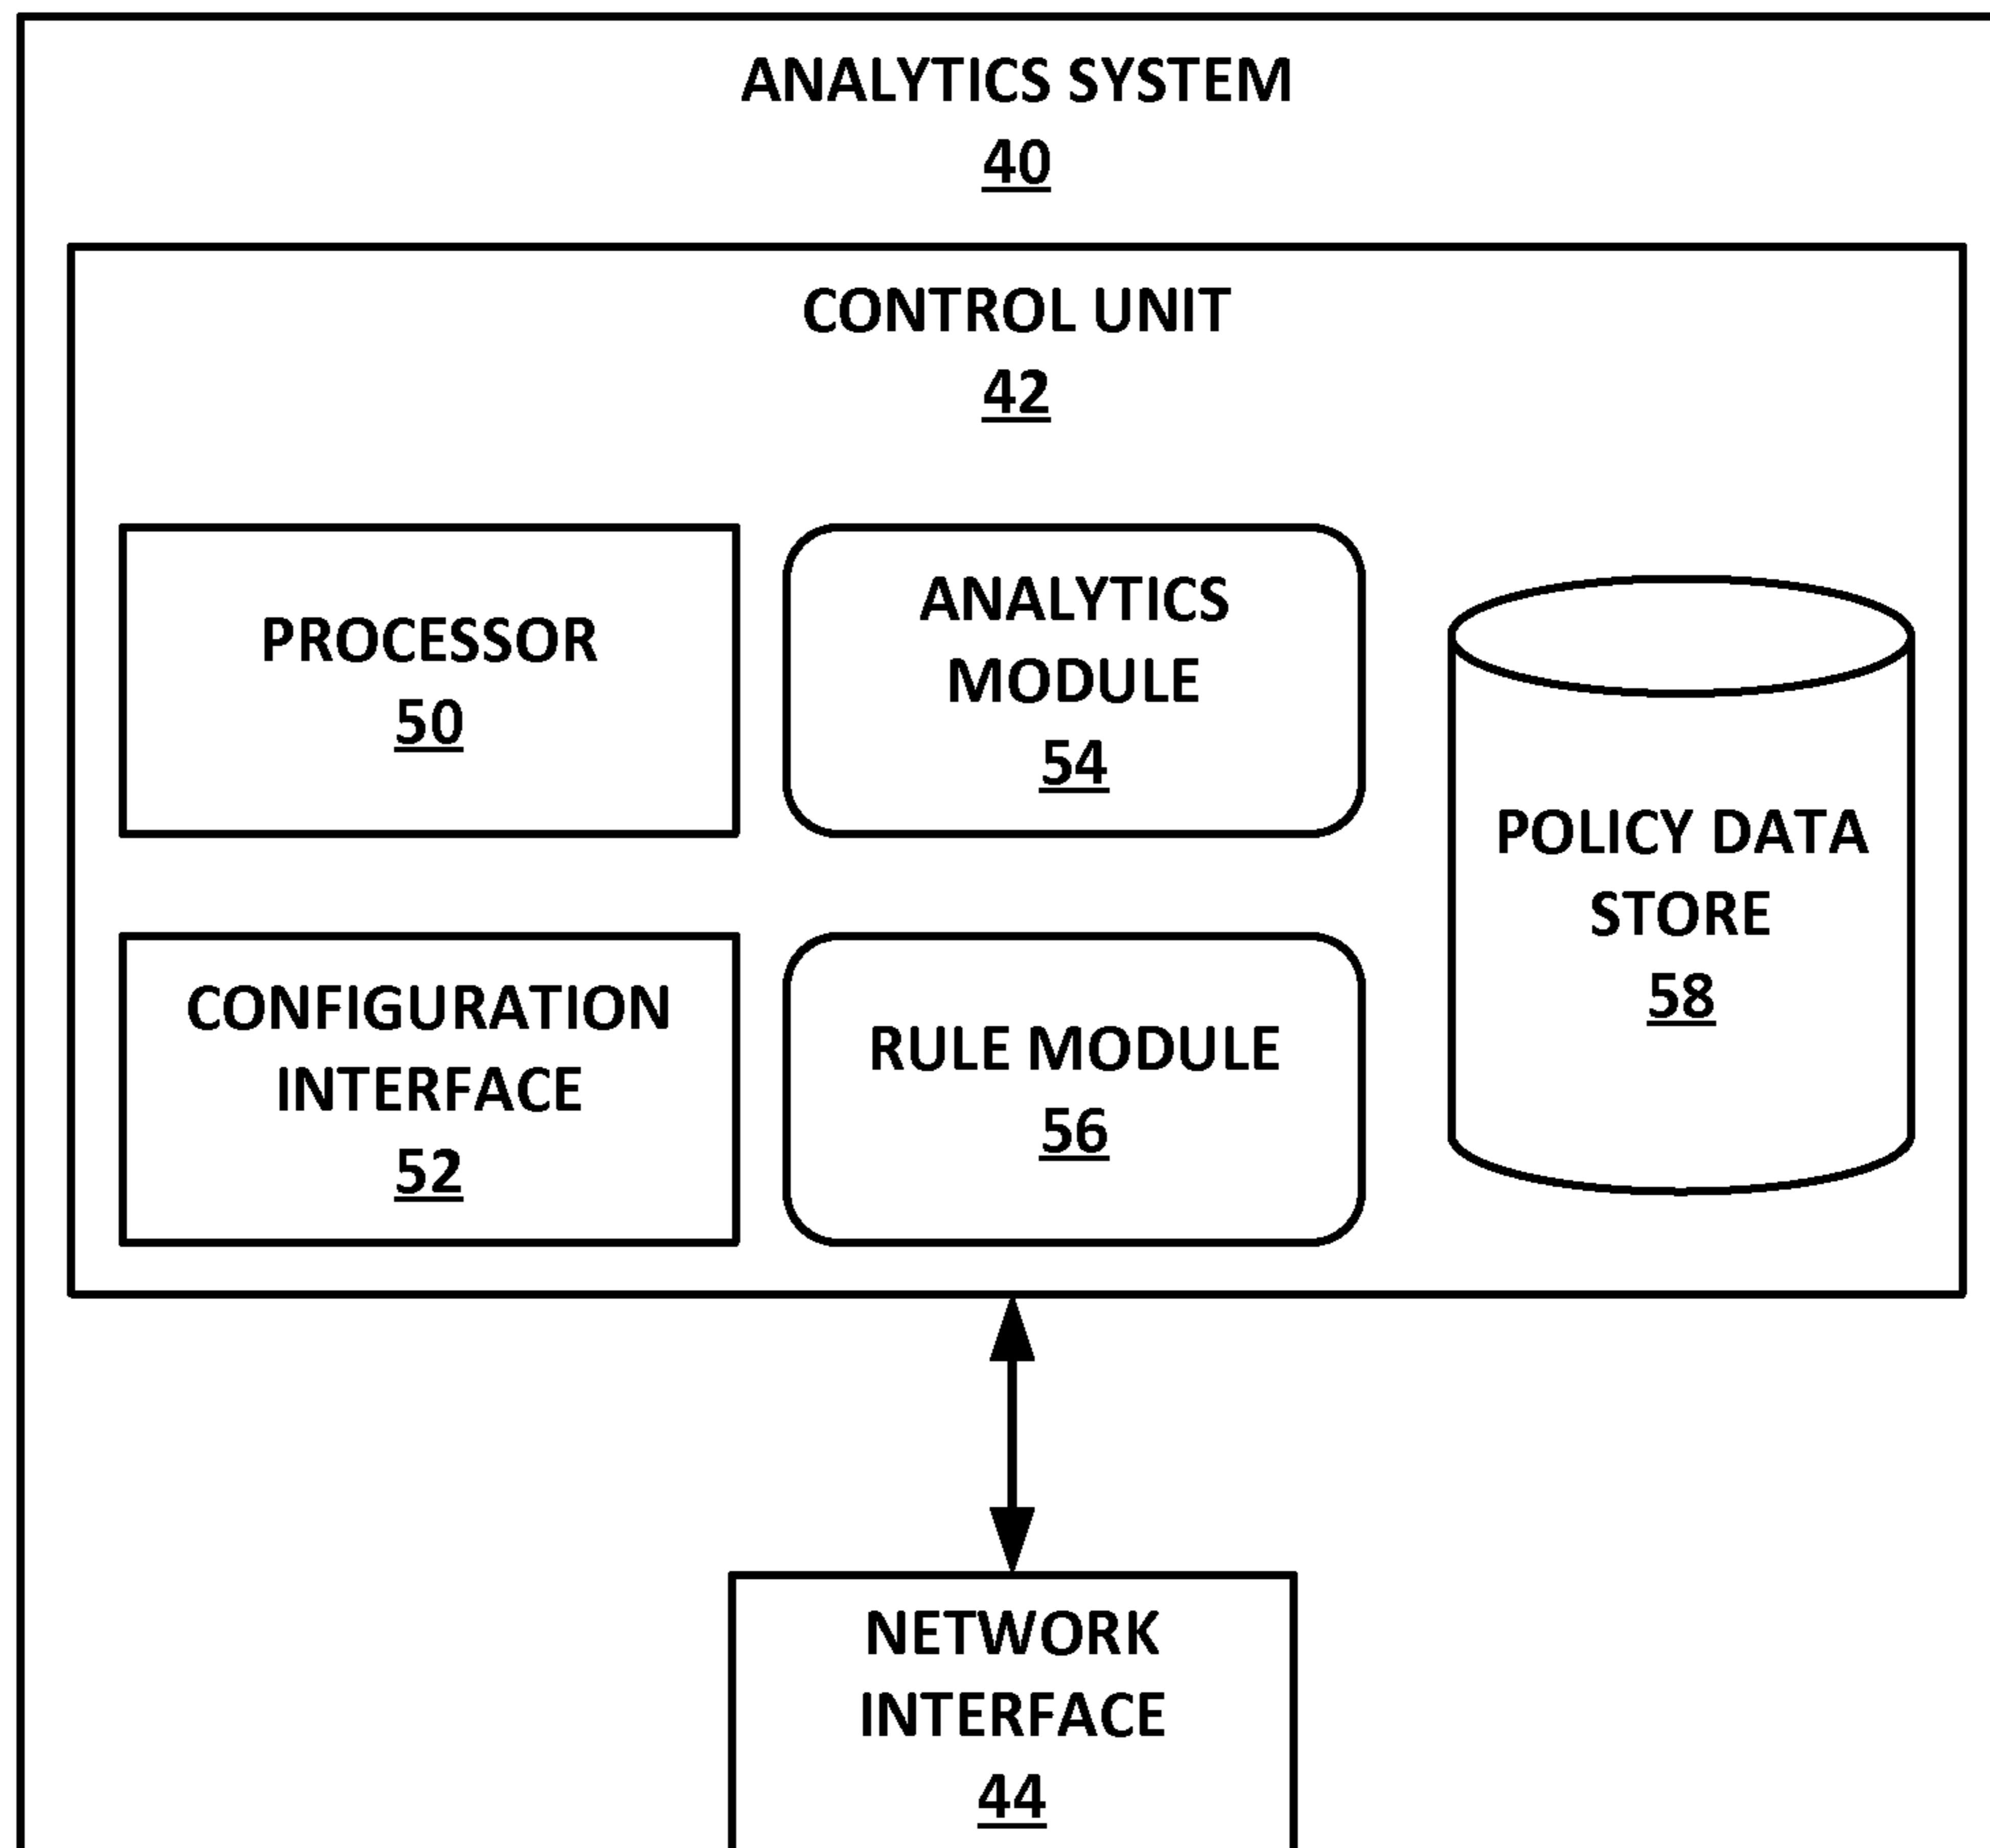 ANALYTICS SYSTEM
40
CONTROL UNIT
42
PROCESSOR
50
ANALYTICS
MODULE
54
POLICY DATA
STORE
58
CONFIGURATION
INTERFACE
52
RULE MODULE
56
NETWORK
INTERFACE
44